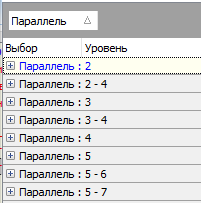 Параллель
Выбор Уровень
Параллель : 2
Параллель : 2 - 4
Параллель : 3
Параллель : 3 - 4
Параллель : 4
Параллель : 5
Параллель : 5 - 6
Параллель : 5 - 7